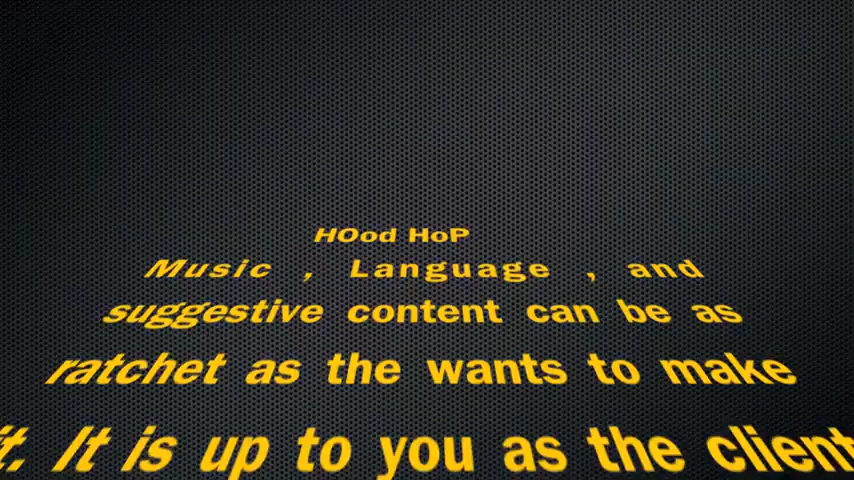 HOod HoP
Music , Language , and
suggestive content can be as
ratchet as the wants to make
it. It is up to you as the client